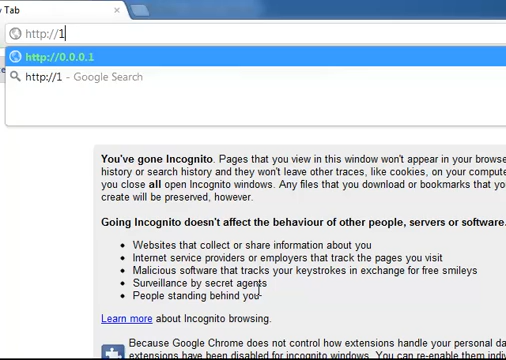 Tab
http://1
http://0.0.0.1
http://1 - Google Search
You've gone Incognito. Pages that you view in this window won't appear in your browse
history or search history and they won't leave other traces, like cookies, on your compute
you close all open Incognito windows. Any files that you download or bookmarks that yo
create will be preserved, however.
Going Incognito doesn't affect the behaviour of other people, servers or software.
• Websites that collect or share information about you
• Internet service providers or employers that track the pages you visit
• Malicious software that tracks your keystrokes in exchange for free smileys
• Surveillance by secret agents
• People standing behind you
Learn more about Incognito browsing.
Because Google Chrome does not control how extensions handle your personal da
extensions have been disabled for incognito windows. You can reenable them indi